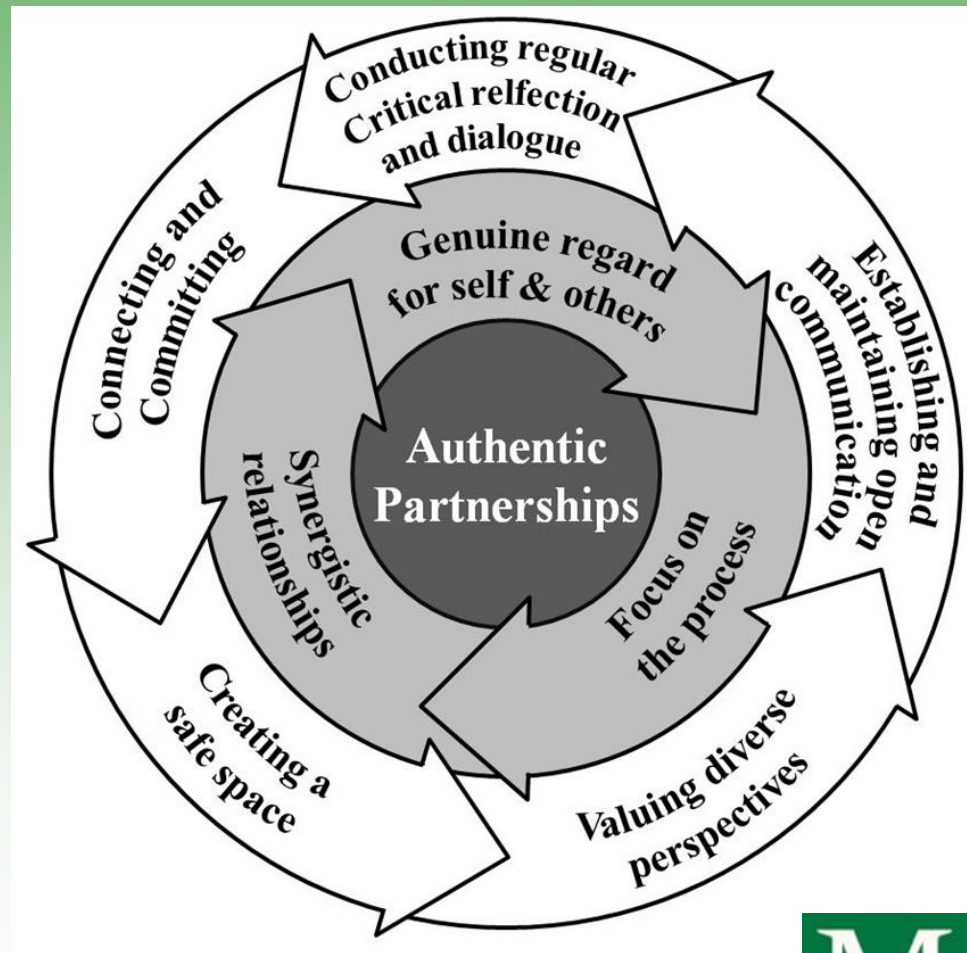 Conducting regular
Critical relfection
and dialogue
Genuine regard
for self & others
Connecting and
Committing
Establishing and
maintaining open
communication
Authentic
Partnerships
Synergistic
relationships
Focus on
the process
Creating a
safe space
Valuing diverse
perspectives
M